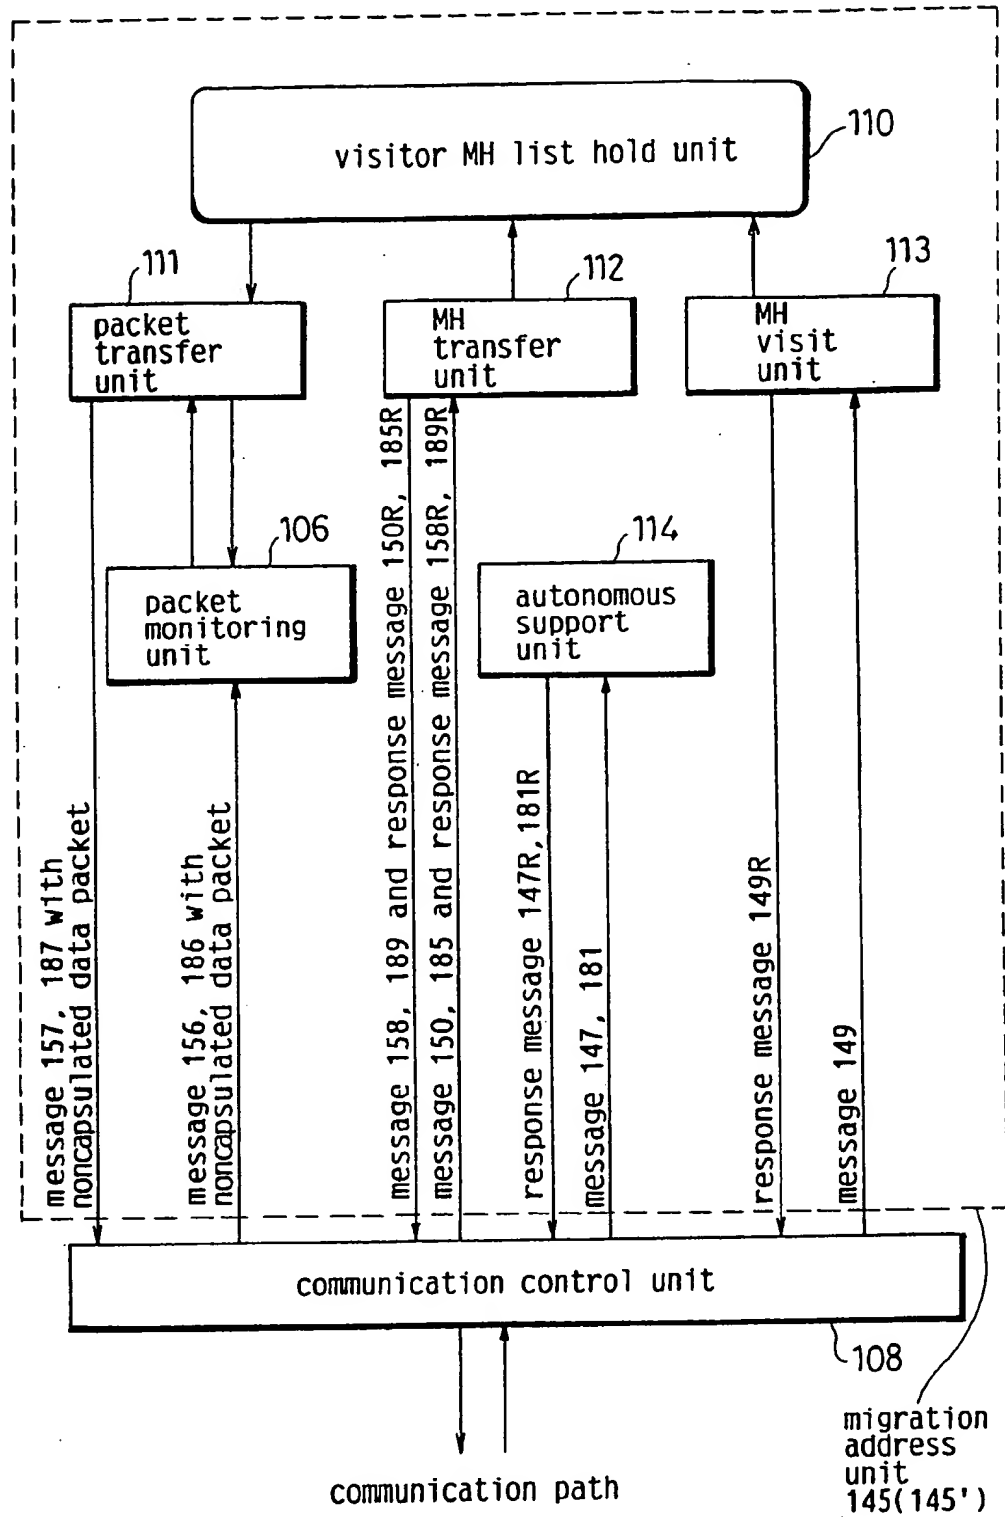 visitor MH list hold unit
110
111
112
113
packet
transfer
unit
MH
transfer
unit
MH
visit
unit
106
114
packet
monitoring
unit
autonomous
support
unit
message 157, 187 with
noncapsulated data packet
message 156, 186 with
noncapsulated data packet
message 158, 189 and response message 150R, 185R
message 150, 185 and response message 158R, 189R
response message 147R,181R
message 147, 181
response message 149R
message 149
communication control unit
108
communication path
migration
address
unit
145(145')